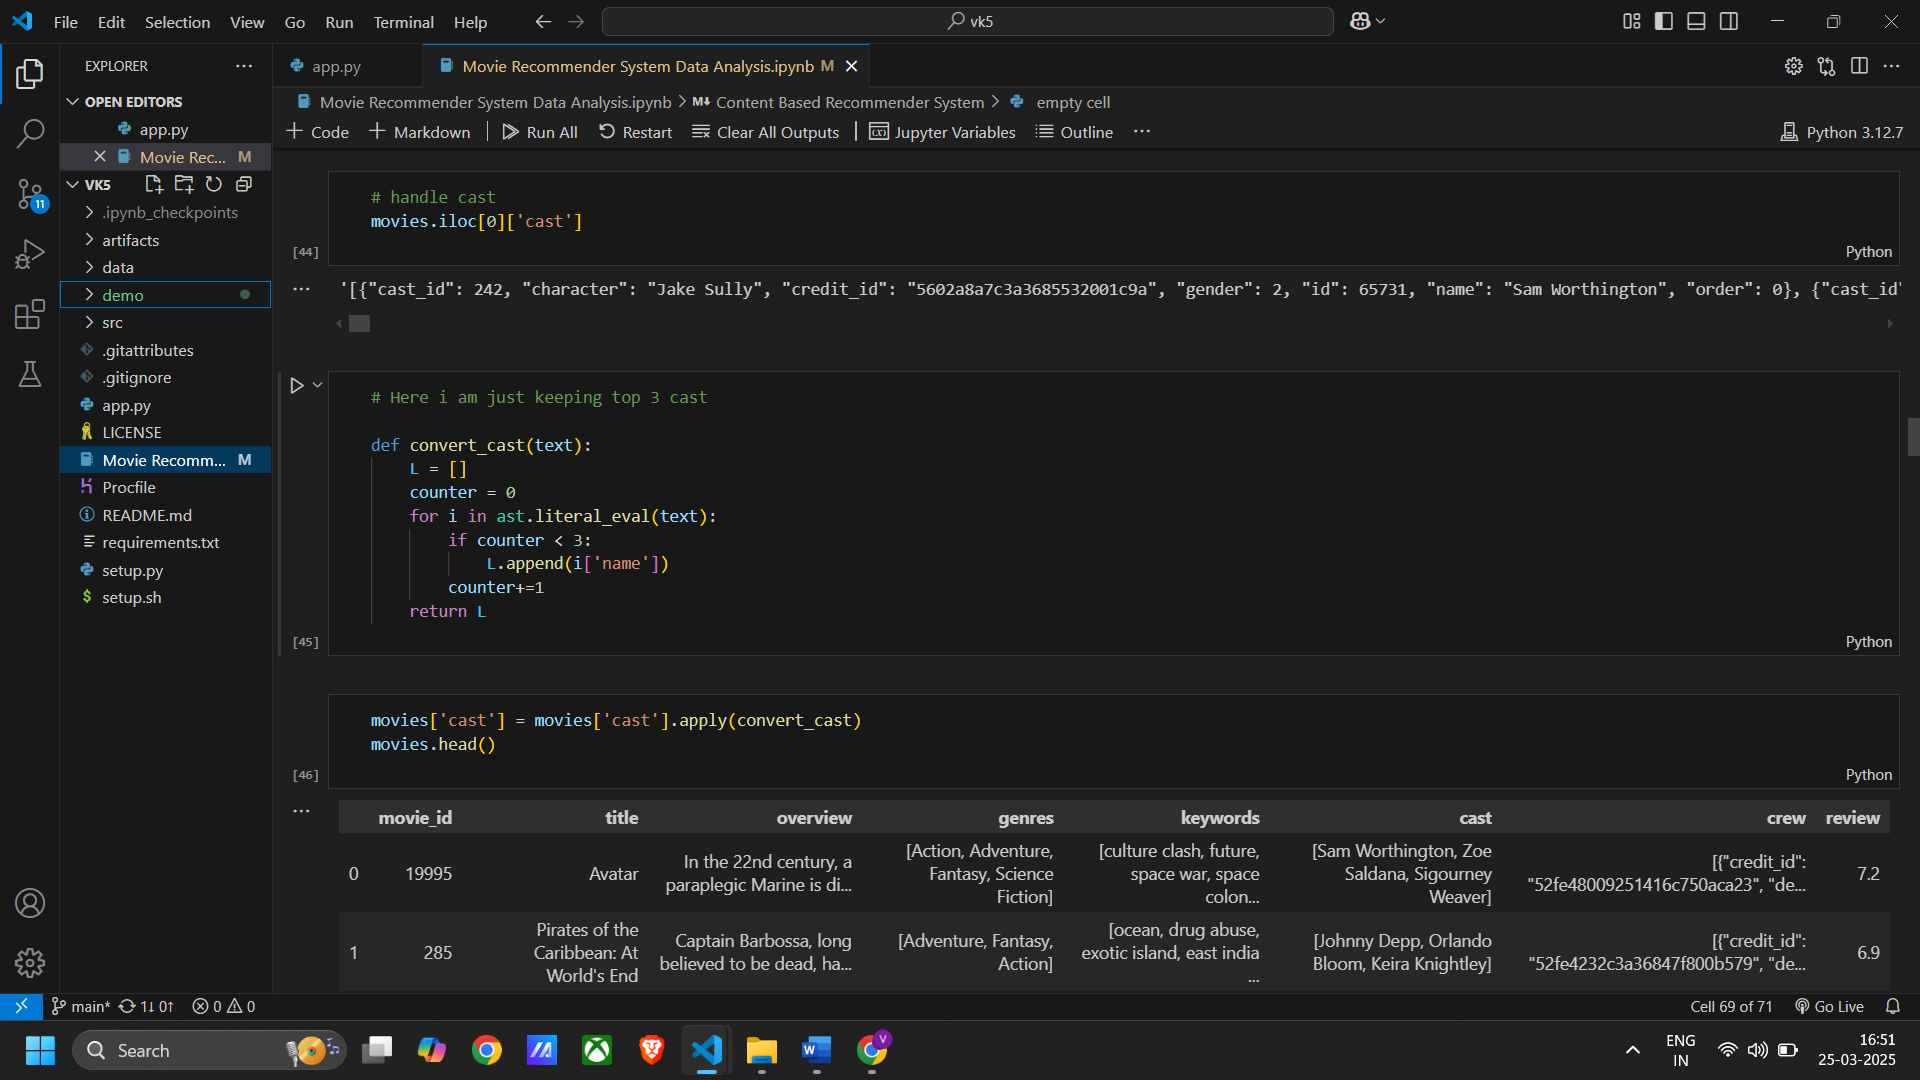 File Edit Selection View Go Run Terminal Help
vk5
EXPLORER
OPEN EDITORS
app.py
Movie Rec... M
VK5
.ipynb_checkpoints
artifacts
data
demo
src
.gitattributes
.gitignore
app.py
LICENSE
Movie Recomm... M
Procfile
README.md
requirements.txt
setup.py
setup.sh
11
app.py
Movie Recommender System Data Analysis.ipynb M
Movie Recommender System Data Analysis.ipynb > M↓ Content Based Recommender System > empty cell
+ Code + Markdown | Run All Restart Clear All Outputs | Jupyter Variables Outline ...
Python 3.12.7
# handle cast
movies.iloc[0]['cast']
[44]
Python
'[{"cast_id": 242, "character": "Jake Sully", "credit_id": "5602a8a7c3a3685532001c9a", "gender": 2, "id": 65731, "name": "Sam Worthington", "order": 0}, {"cast_id"
# Here i am just keeping top 3 cast
def convert_cast(text):
L = []
counter = 0
for i in ast.literal_eval(text):
if counter < 3:
L.append(i['name'])
counter+=1
return L
[45]
Python
movies['cast'] = movies['cast'].apply(convert_cast)
movies.head()
[46]
Python
movie_id title overview genres keywords cast crew review
0 19995 Avatar In the 22nd century, a paraplegic Marine is di... [Action, Adventure, Fantasy, Science Fiction] [culture clash, future, space war, space colon... [Sam Worthington, Zoe Saldana, Sigourney Weaver] [{"credit_id": "52fe48009251416c750aca23", "de... 7.2
1 285 Pirates of the Caribbean: At World's End Captain Barbossa, long believed to be dead, ha... [Adventure, Fantasy, Action] [ocean, drug abuse, exotic island, east india ... [Johnny Depp, Orlando Bloom, Keira Knightley] [{"credit_id": "52fe4232c3a36847f800b579", "de... 6.9
main* 1↓ 0↑ 0 0
Cell 69 of 71 Go Live
Search
W
V
ENG
IN
16:51
25-03-2025